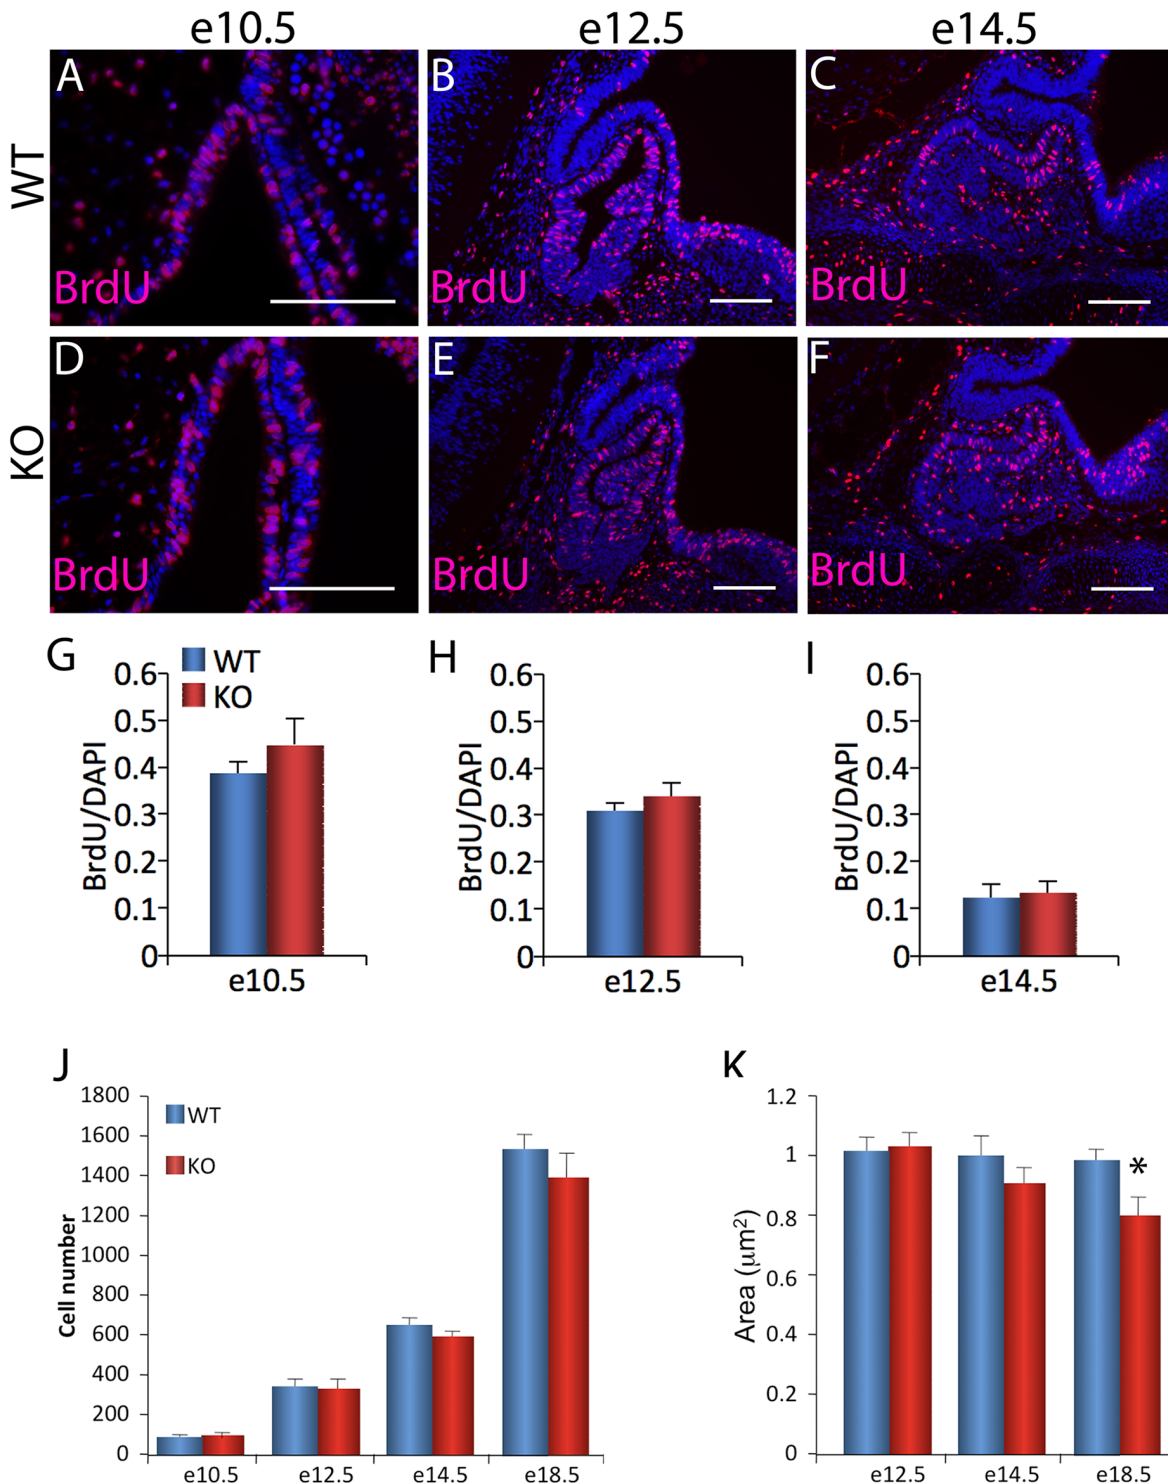 e10.5 e12.5 e14.5
WT
A B C
BrdU BrdU BrdU
KO
D E F
BrdU BrdU BrdU
G H I
WT
KO
0.6 0.6 0.6
0.5 0.5 0.5
0.4 0.4 0.4
0.3 0.3 0.3
0.2 0.2 0.2
0.1 0.1 0.1
0 0 0
BrdU/DAPI BrdU/DAPI BrdU/DAPI
e10.5 e12.5 e14.5
J
1800
1600
1400
1200
1000
800
600
400
200
0
Cell number
WT
KO
e10.5 e12.5 e14.5 e18.5
K
1.2
1
0.8
0.6
0.4
0.2
0
Area (μm²)
*
e12.5 e14.5 e18.5